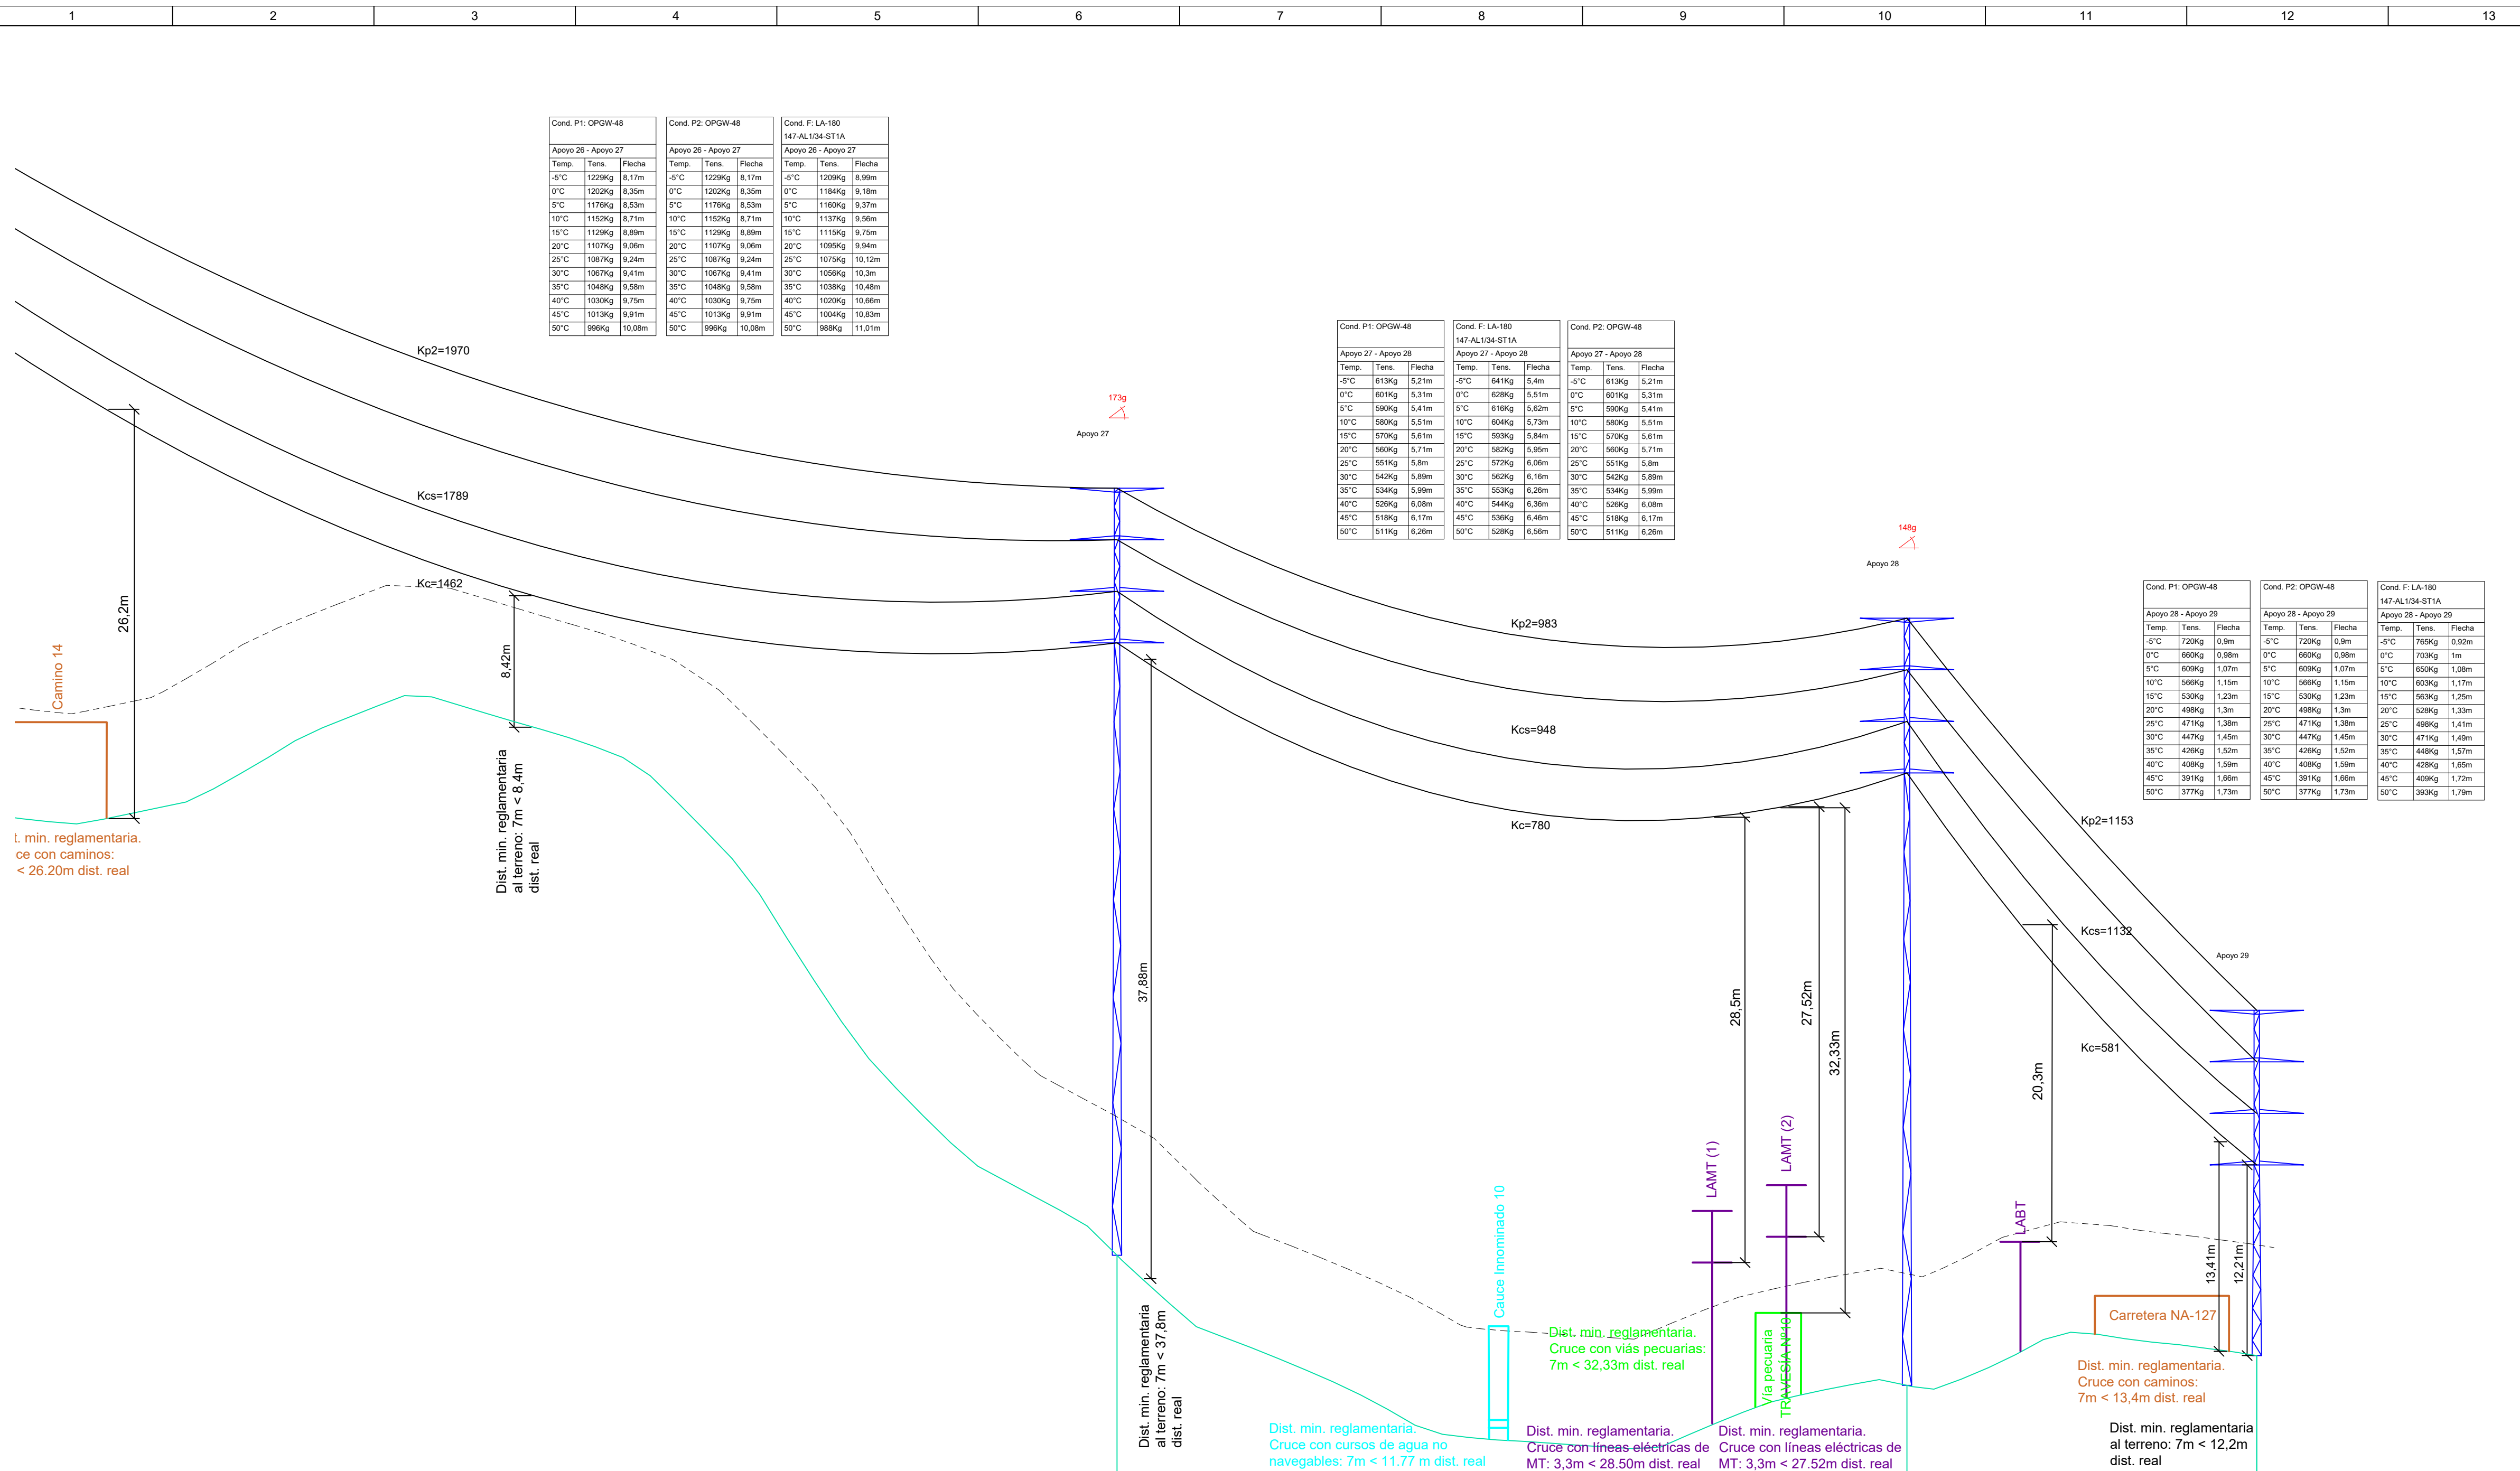 1 2 3 4 5 6 7 8 9 10 11 12 13
Cond. P1: OPGW-48
Apoyo 26 - Apoyo 27
Temp. Tens. Flecha
-5°C 1229Kg 8,17m
0°C 1202Kg 8,35m
5°C 1176Kg 8,53m
10°C 1152Kg 8,71m
15°C 1129Kg 8,89m
20°C 1107Kg 9,06m
25°C 1087Kg 9,24m
30°C 1067Kg 9,41m
35°C 1048Kg 9,58m
40°C 1030Kg 9,75m
45°C 1013Kg 9,91m
50°C 996Kg 10,08m
Cond. P2: OPGW-48
Apoyo 26 - Apoyo 27
Temp. Tens. Flecha
-5°C 1229Kg 8,17m
0°C 1202Kg 8,35m
5°C 1176Kg 8,53m
10°C 1152Kg 8,71m
15°C 1129Kg 8,89m
20°C 1107Kg 9,06m
25°C 1087Kg 9,24m
30°C 1067Kg 9,41m
35°C 1048Kg 9,58m
40°C 1030Kg 9,75m
45°C 1013Kg 9,91m
50°C 996Kg 10,08m
Cond. F: LA-180
147-AL1/34-ST1A
Apoyo 26 - Apoyo 27
Temp. Tens. Flecha
-5°C 1209Kg 8,99m
0°C 1184Kg 9,18m
5°C 1160Kg 9,37m
10°C 1137Kg 9,56m
15°C 1115Kg 9,75m
20°C 1095Kg 9,94m
25°C 1075Kg 10,12m
30°C 1056Kg 10,3m
35°C 1038Kg 10,48m
40°C 1020Kg 10,66m
45°C 1004Kg 10,83m
50°C 988Kg 11,01m
Kp2=1970
Kcs=1789
Kc=1462
26,2m
Camino 14
t. min. reglamentaria.
ce con caminos:
< 26.20m dist. real
8,42m
Dist. min. reglamentaria
al terreno: 7m < 8,4m
dist. real
173g
Apoyo 27
37,88m
Dist. min. reglamentaria
al terreno: 7m < 37,8m
dist. real
Cond. P1: OPGW-48
Apoyo 27 - Apoyo 28
Temp. Tens. Flecha
-5°C 613Kg 5,21m
0°C 601Kg 5,31m
5°C 590Kg 5,41m
10°C 580Kg 5,51m
15°C 570Kg 5,61m
20°C 560Kg 5,71m
25°C 551Kg 5,8m
30°C 542Kg 5,89m
35°C 534Kg 5,99m
40°C 526Kg 6,08m
45°C 518Kg 6,17m
50°C 511Kg 6,26m
Cond. F: LA-180
147-AL1/34-ST1A
Apoyo 27 - Apoyo 28
Temp. Tens. Flecha
-5°C 641Kg 5,4m
0°C 628Kg 5,51m
5°C 616Kg 5,62m
10°C 604Kg 5,73m
15°C 593Kg 5,84m
20°C 582Kg 5,95m
25°C 572Kg 6,06m
30°C 562Kg 6,16m
35°C 553Kg 6,26m
40°C 544Kg 6,36m
45°C 536Kg 6,46m
50°C 528Kg 6,56m
Cond. P2: OPGW-48
Apoyo 27 - Apoyo 28
Temp. Tens. Flecha
-5°C 613Kg 5,21m
0°C 601Kg 5,31m
5°C 590Kg 5,41m
10°C 580Kg 5,51m
15°C 570Kg 5,61m
20°C 560Kg 5,71m
25°C 551Kg 5,8m
30°C 542Kg 5,89m
35°C 534Kg 5,99m
40°C 526Kg 6,08m
45°C 518Kg 6,17m
50°C 511Kg 6,26m
Kp2=983
Kcs=948
Kc=780
148g
Apoyo 28
28,5m
27,52m
32,33m
LAMT (1)
LAMT (2)
Cauce Innominado 10
Vía pecuaria
TRAVESÍA Nº19
Dist. min. reglamentaria.
Cruce con viás pecuarias:
7m < 32,33m dist. real
Dist. min. reglamentaria.
Cruce con cursos de agua no
navegables: 7m < 11.77 m dist. real
Dist. min. reglamentaria.
Cruce con líneas eléctricas de
MT: 3,3m < 28.50m dist. real
Dist. min. reglamentaria.
Cruce con líneas eléctricas de
MT: 3,3m < 27.52m dist. real
Cond. P1: OPGW-48
Apoyo 28 - Apoyo 29
Temp. Tens. Flecha
-5°C 720Kg 0,9m
0°C 660Kg 0,98m
5°C 609Kg 1,07m
10°C 566Kg 1,15m
15°C 530Kg 1,23m
20°C 498Kg 1,3m
25°C 471Kg 1,38m
30°C 447Kg 1,45m
35°C 426Kg 1,52m
40°C 408Kg 1,59m
45°C 391Kg 1,66m
50°C 377Kg 1,73m
Cond. P2: OPGW-48
Apoyo 28 - Apoyo 29
Temp. Tens. Flecha
-5°C 720Kg 0,9m
0°C 660Kg 0,98m
5°C 609Kg 1,07m
10°C 566Kg 1,15m
15°C 530Kg 1,23m
20°C 498Kg 1,3m
25°C 471Kg 1,38m
30°C 447Kg 1,45m
35°C 426Kg 1,52m
40°C 408Kg 1,59m
45°C 391Kg 1,66m
50°C 377Kg 1,73m
Cond. F: LA-180
147-AL1/34-ST1A
Apoyo 28 - Apoyo 29
Temp. Tens. Flecha
-5°C 765Kg 0,92m
0°C 703Kg 1m
5°C 650Kg 1,08m
10°C 603Kg 1,17m
15°C 563Kg 1,25m
20°C 528Kg 1,33m
25°C 498Kg 1,41m
30°C 471Kg 1,49m
35°C 448Kg 1,57m
40°C 428Kg 1,65m
45°C 409Kg 1,72m
50°C 393Kg 1,79m
Kp2=1153
Kcs=1132
Kc=581
Apoyo 29
20,3m
LABT
13,41m
12,21m
Carretera NA-127
Dist. min. reglamentaria.
Cruce con caminos:
7m < 13,4m dist. real
Dist. min. reglamentaria
al terreno: 7m < 12,2m
dist. real